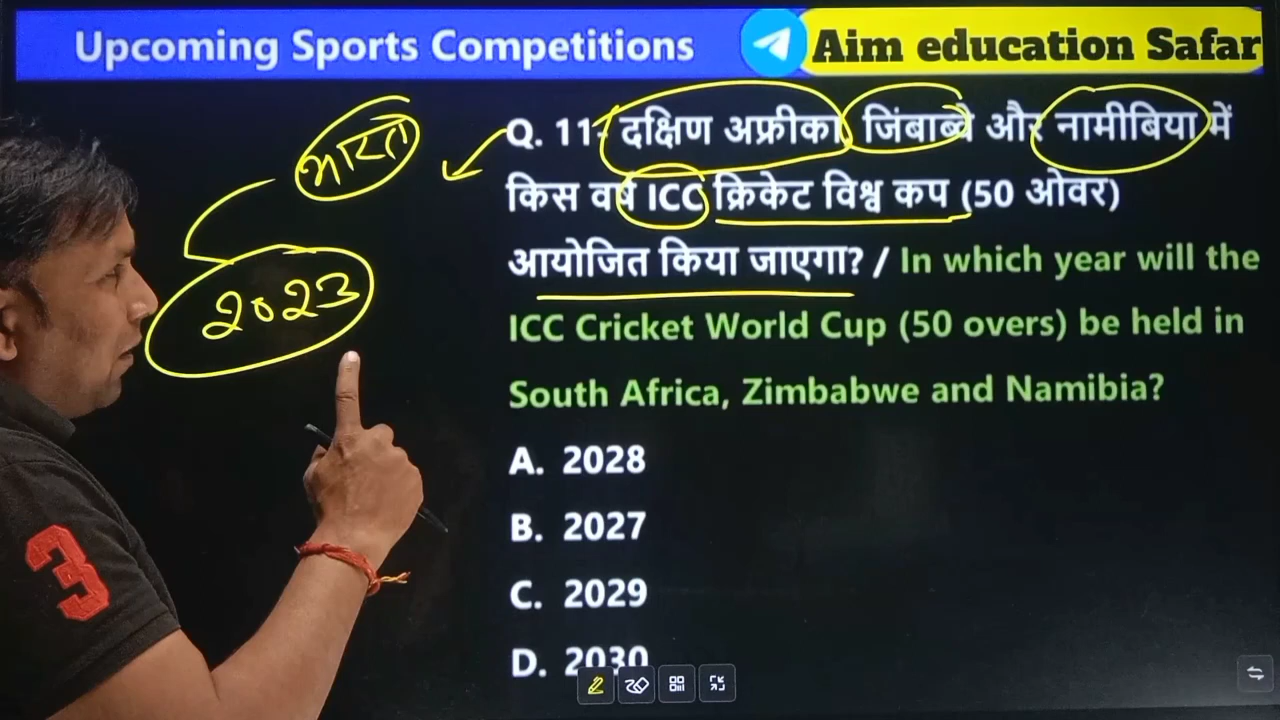 Upcoming Sports Competitions
Aim education Safar
भारत
2023
Q. 11- दक्षिण अफ्रीका, जिंबाब्वे और नामीबिया में
किस वर्ष ICC क्रिकेट विश्व कप (50 ओवर)
आयोजित किया जाएगा? / In which year will the
ICC Cricket World Cup (50 overs) be held in
South Africa, Zimbabwe and Namibia?
A. 2028
B. 2027
C. 2029
D. 2030
3